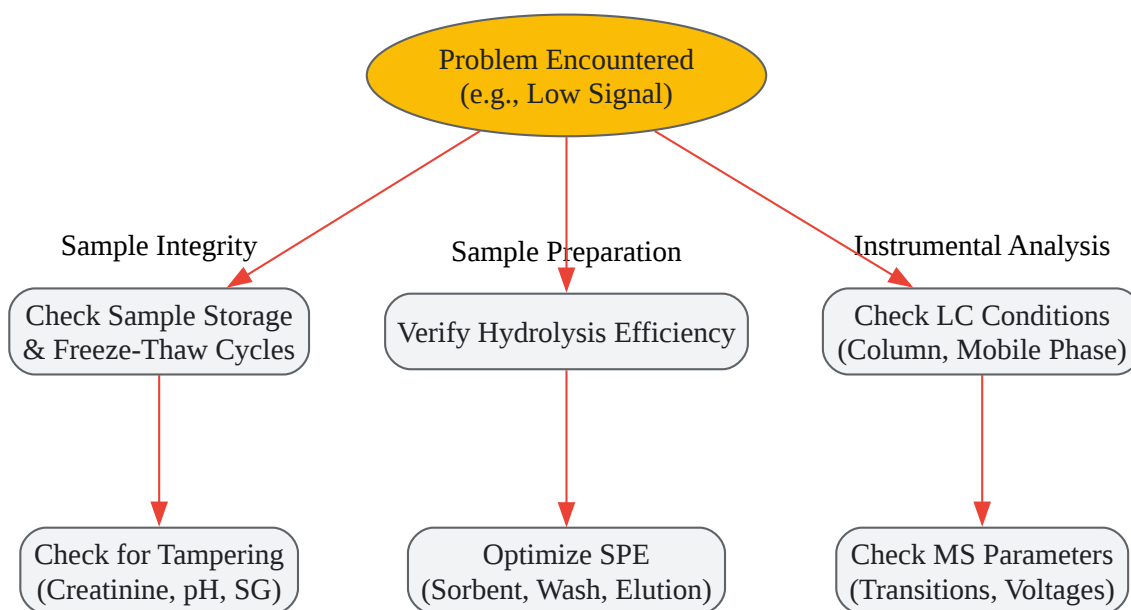 Problem Encountered
(e.g., Low Signal)
Sample Integrity
Sample Preparation
Instrumental Analysis
Check Sample Storage
& Freeze-Thaw Cycles
Verify Hydrolysis Efficiency
Check LC Conditions
(Column, Mobile Phase)
Check for Tampering
(Creatinine, pH, SG)
Optimize SPE
(Sorbent, Wash, Elution)
Check MS Parameters
(Transitions, Voltages)